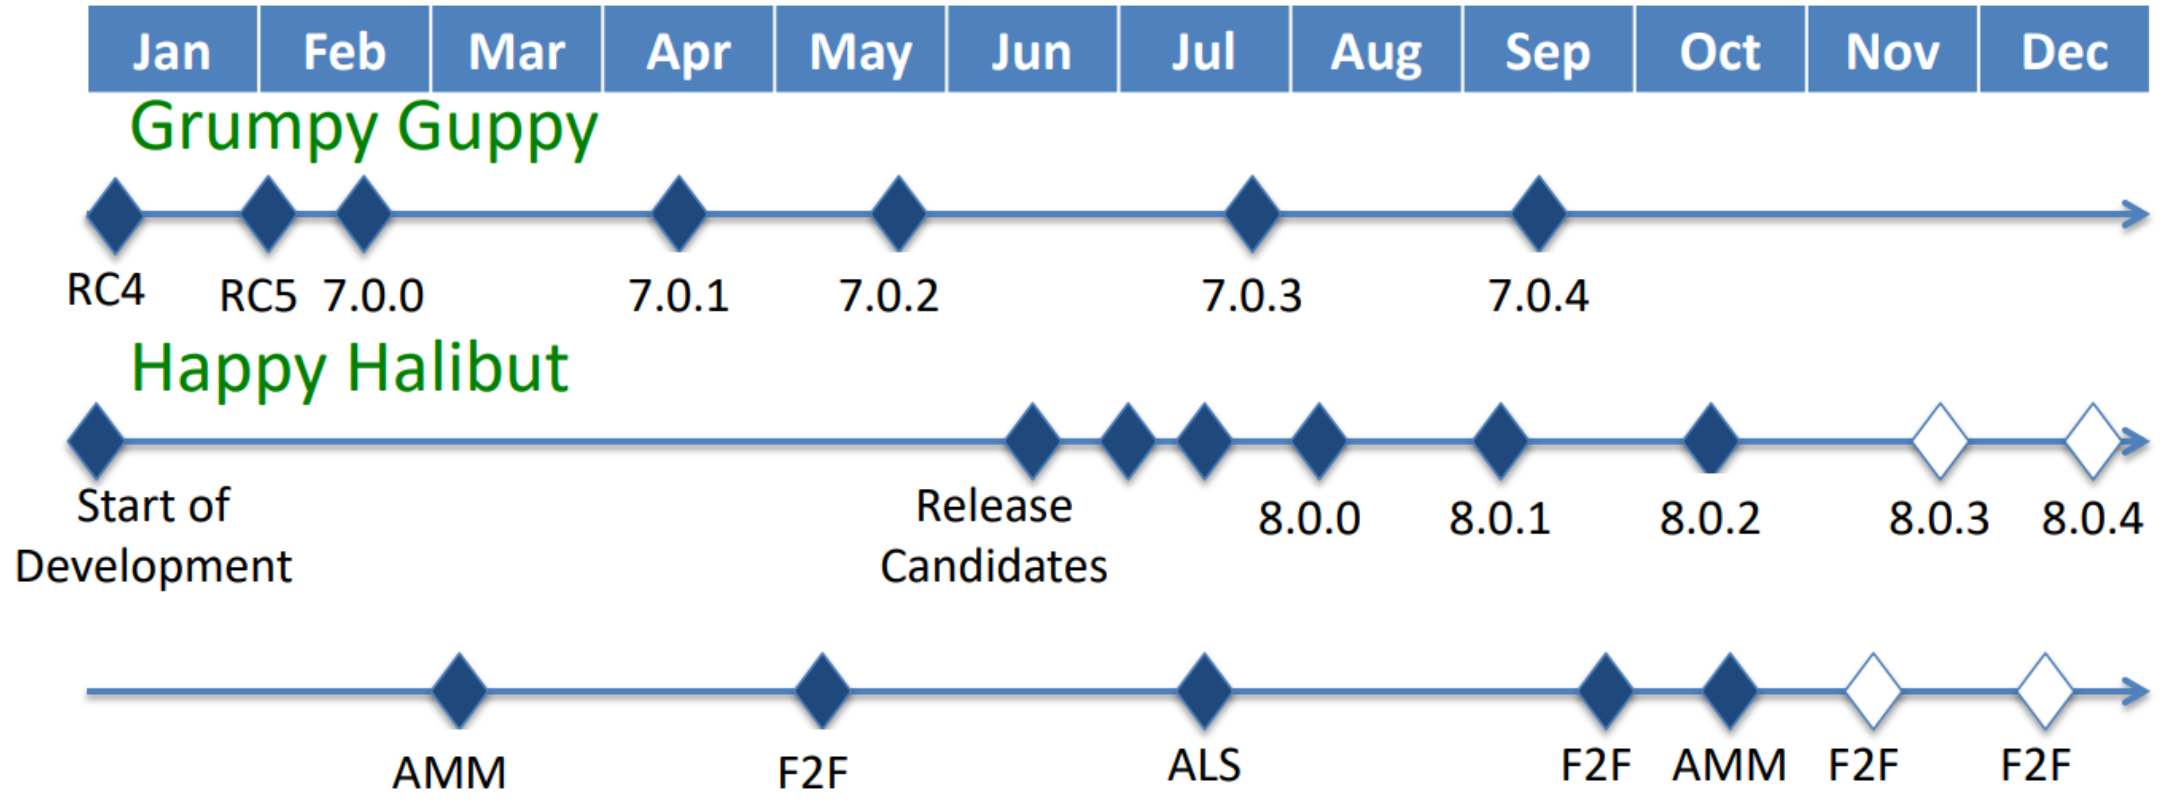 Jan Feb Mar Apr May Jun Jul Aug Sep Oct Nov Dec
Grumpy Guppy
RC4 RC5 7.0.0 7.0.1 7.0.2 7.0.3 7.0.4
Happy Halibut
Start of
Development
Release
Candidates
8.0.0 8.0.1 8.0.2 8.0.3 8.0.4
AMM F2F ALS F2F AMM F2F F2F